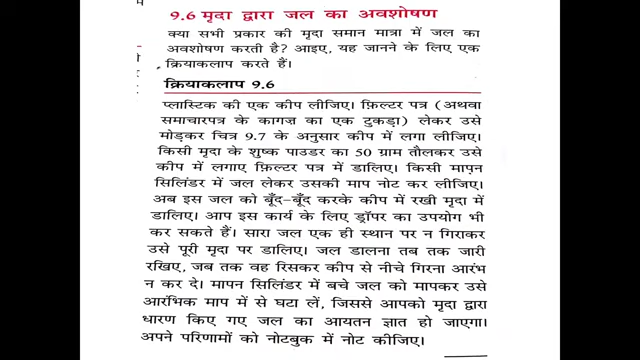 9.6 मृदा द्वारा जल का अवशोषण
क्या सभी प्रकार की मृदा समान मात्रा में जल का
अवशोषण करती है? आइए, यह जानने के लिए एक
क्रियाकलाप करते हैं।
क्रियाकलाप 9.6
प्लास्टिक की एक कीप लीजिए। फ़िल्टर पत्र (अथवा
समाचारपत्र के कागज़ का एक टुकड़ा) लेकर उसे
मोड़कर चित्र 9.7 के अनुसार कीप में लगा लीजिए।
किसी मृदा के शुष्क पाउडर का 50 ग्राम तौलकर उसे
कीप में लगाए फ़िल्टर पत्र में डालिए। किसी मापन
सिलिंडर में जल लेकर उसकी माप नोट कर लीजिए।
अब इस जल को बूँद-बूँद करके कीप में रखी मृदा में
डालिए। आप इस कार्य के लिए ड्रॉपर का उपयोग भी
कर सकते हैं। सारा जल एक ही स्थान पर न गिराकर
उसे पूरी मृदा पर डालिए। जल डालना तब तक जारी
रखिए, जब तक वह रिसकर कीप से नीचे गिरना आरंभ
न कर दे। मापन सिलिंडर में बचे जल को मापकर उसे
आरंभिक माप में से घटा लें, जिससे आपको मृदा द्वारा
धारण किए गए जल का आयतन ज्ञात हो जाएगा।
अपने परिणामों को नोटबुक में नोट कीजिए।